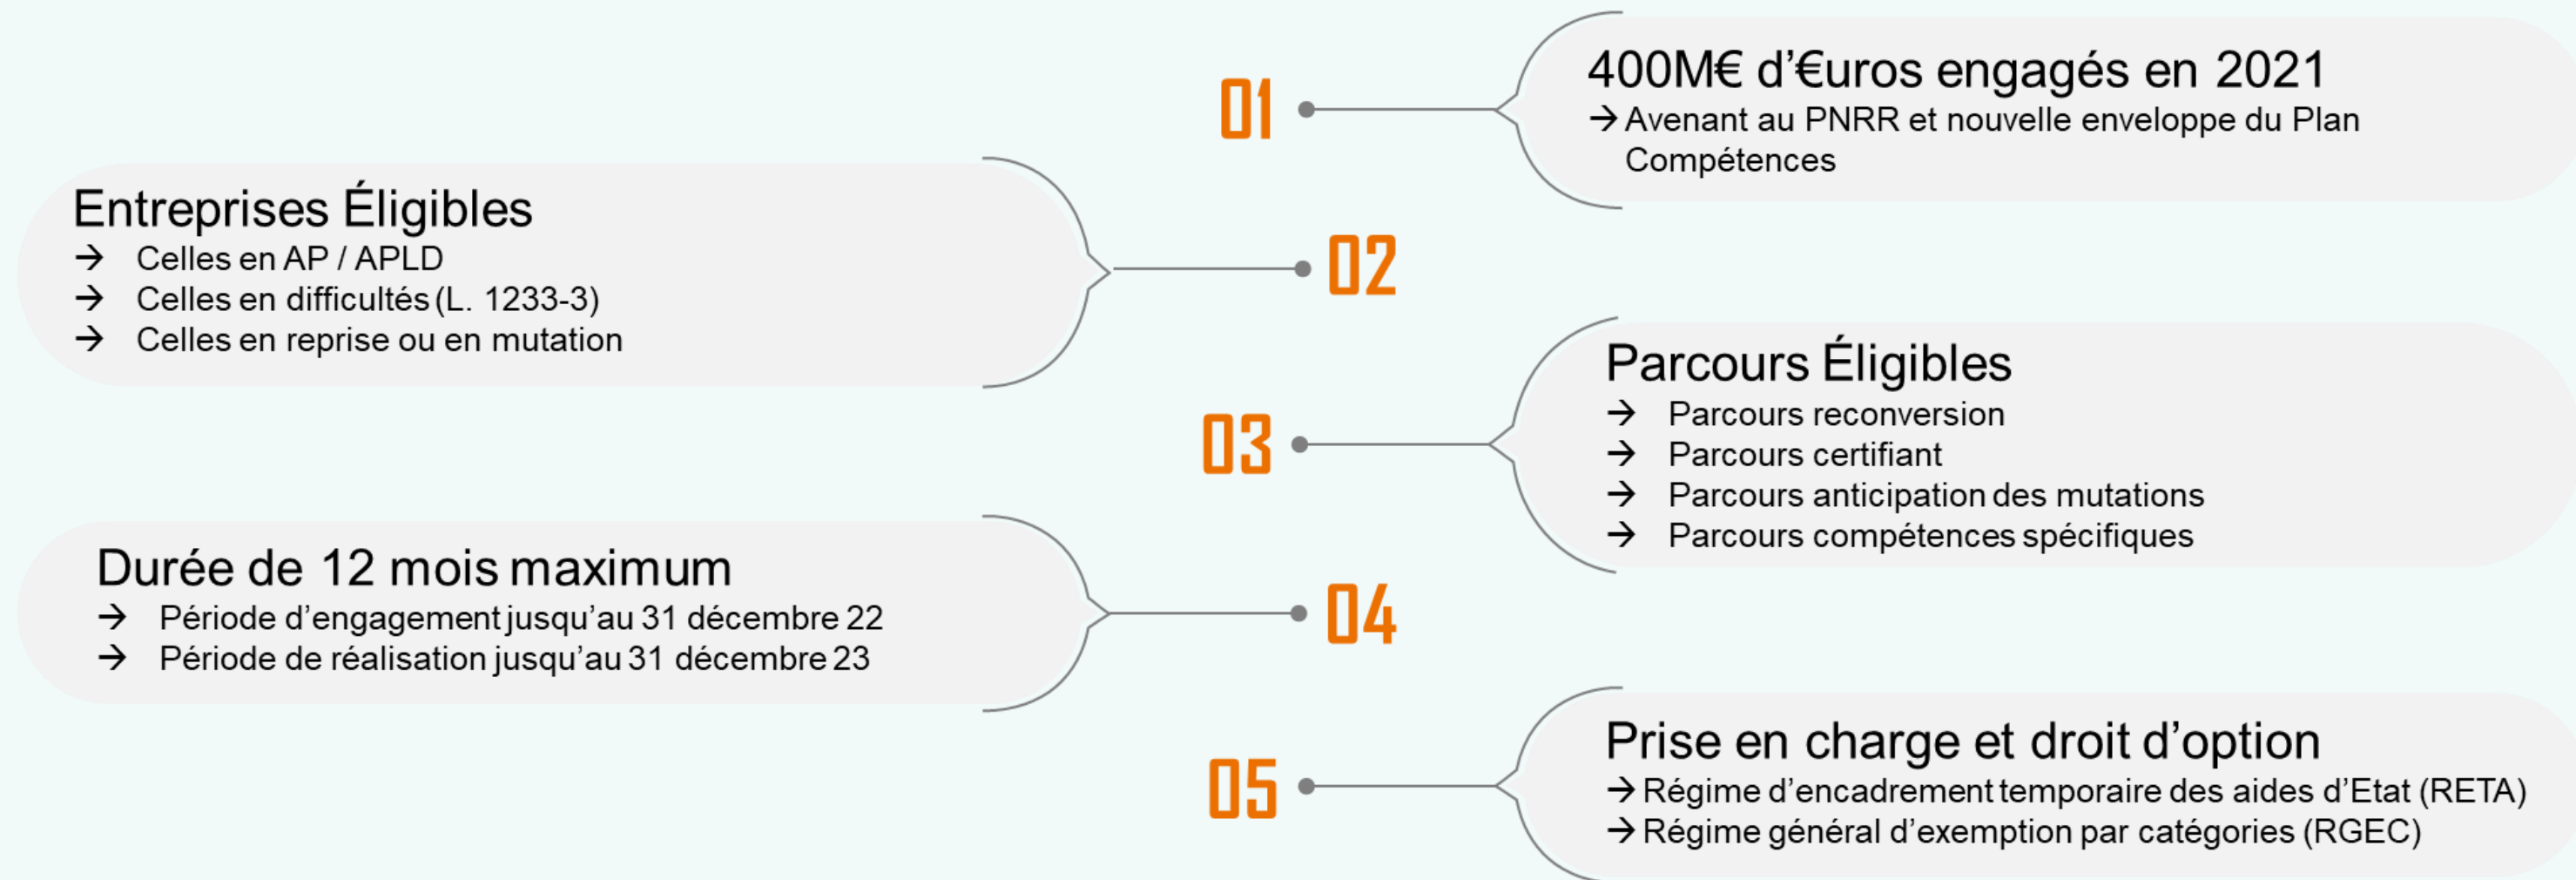 01
400M€ d'€uros engagés en 2021
→ Avenant au PNRR et nouvelle enveloppe du Plan
Compétences
Entreprises Éligibles
→ Celles en AP / APLD
→ Celles en difficultés (L. 1233-3)
→ Celles en reprise ou en mutation
02
03
Parcours Éligibles
→ Parcours reconversion
→ Parcours certifiant
→ Parcours anticipation des mutations
→ Parcours compétences spécifiques
Durée de 12 mois maximum
→ Période d'engagement jusqu'au 31 décembre 22
→ Période de réalisation jusqu'au 31 décembre 23
04
05
Prise en charge et droit d'option
→ Régime d'encadrement temporaire des aides d'Etat (RETA)
→ Régime général d'exemption par catégories (RGEC)